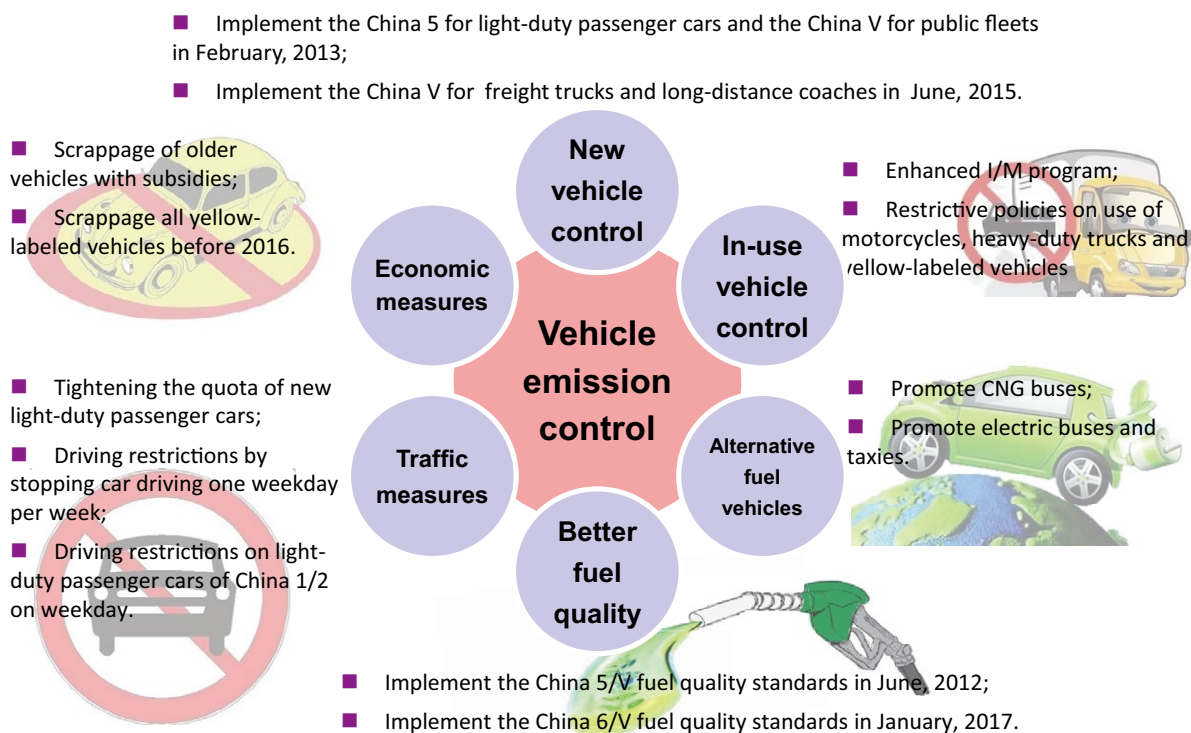 ■ Implement the China 5 for light-duty passenger cars and the China V for public fleets
in February, 2013;
■ Implement the China V for freight trucks and long-distance coaches in June, 2015.
■ Scrappage of older
vehicles with subsidies;
■ Scrappage all yellow-
labeled vehicles before 2016.
New
vehicle
control
■ Enhanced I/M program;
■ Restrictive policies on use of
motorcycles, heavy-duty trucks and
yellow-labeled vehicles
Economic
measures
In-use
vehicle
control
Vehicle
emission
control
■ Tightening the quota of new
light-duty passenger cars;
■ Driving restrictions by
stopping car driving one weekday
per week;
■ Driving restrictions on light-
duty passenger cars of China 1/2
on weekday.
Traffic
measures
Alternative
fuel
vehicles
■ Promote CNG buses;
■ Promote electric buses and
taxies.
Better
fuel
quality
■ Implement the China 5/V fuel quality standards in June, 2012;
■ Implement the China 6/V fuel quality standards in January, 2017.